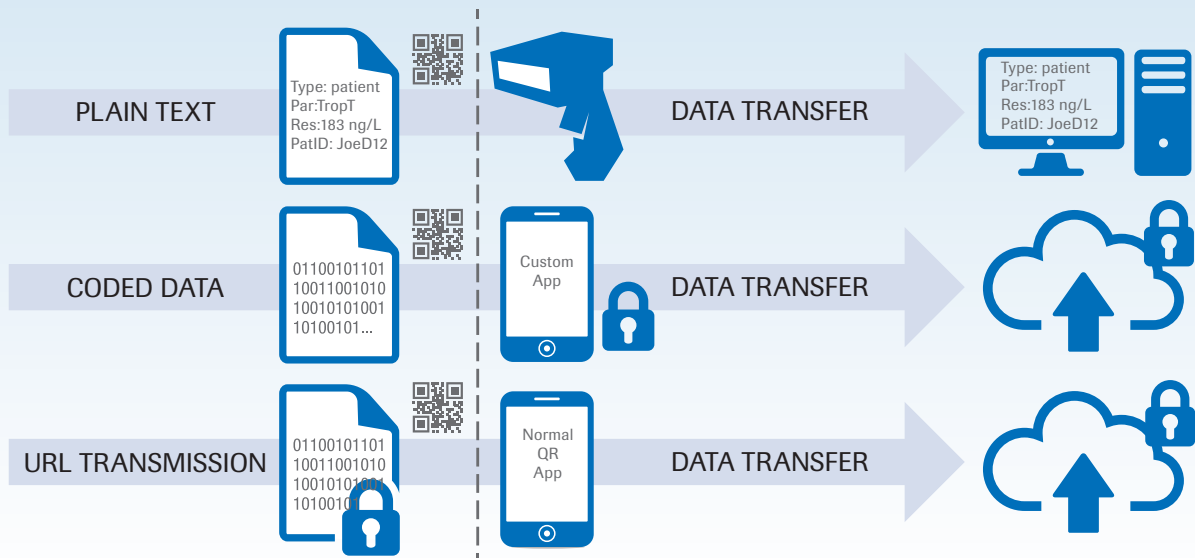 PLAIN TEXT
Type: patient
Par:TropT
Res:183 ng/L
PatID: JoeD12
DATA TRANSFER
Type: patient
Par:TropT
Res:183 ng/L
PatID: JoeD12
CODED DATA
01100101101
10011001010
10010101001
10100101...
Custom
App
DATA TRANSFER
URL TRANSMISSION
01100101101
10011001010
10010101001
10100101
Normal
QR
App
DATA TRANSFER